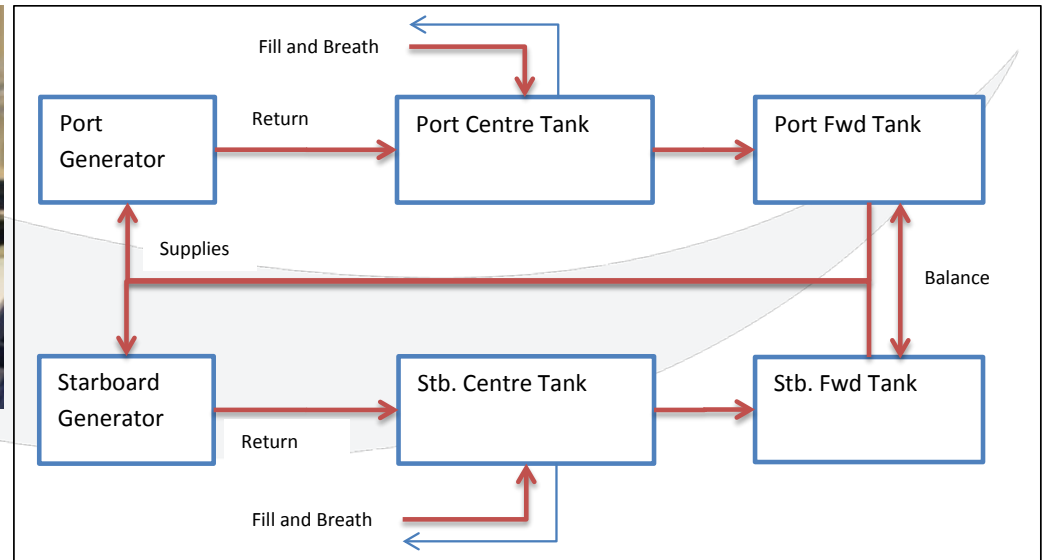 Fill and Breath
Port
Generator
Return
Port Centre Tank
Port Fwd Tank
Supplies
Balance
Starboard
Generator
Return
Stb. Centre Tank
Stb. Fwd Tank
Fill and Breath